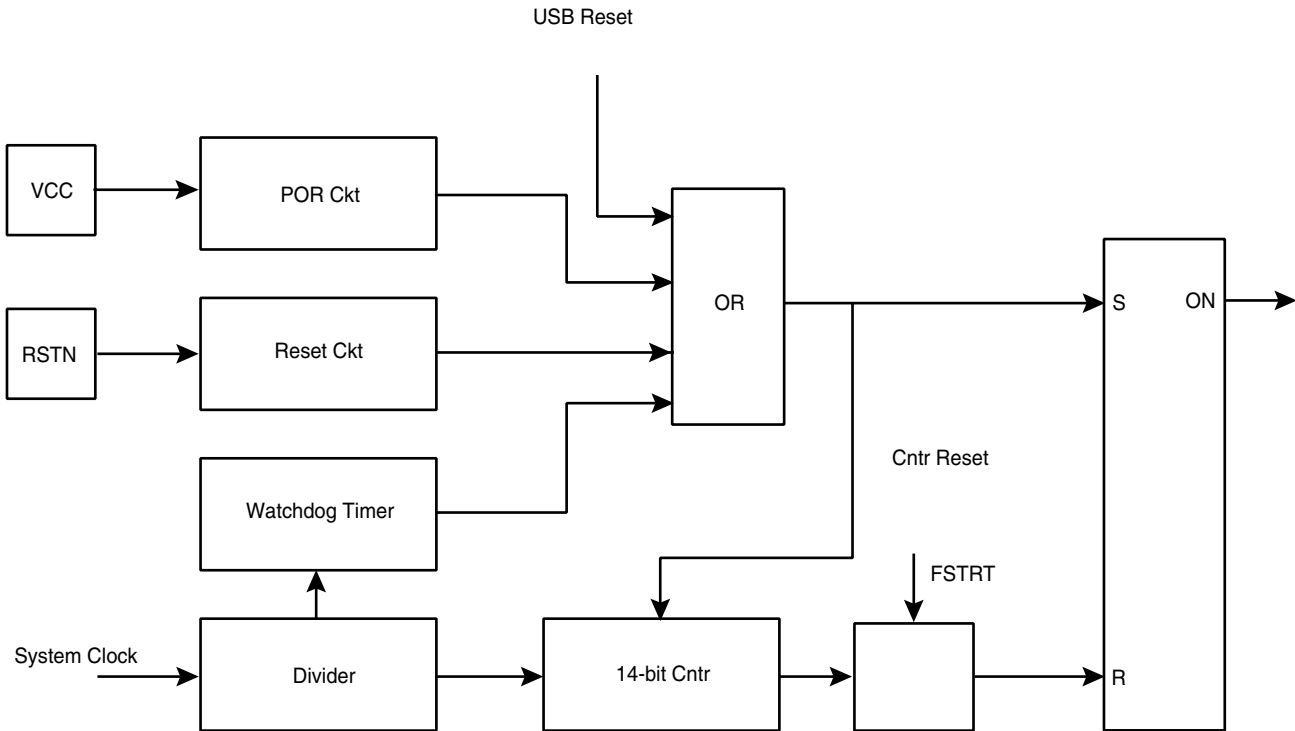 USB Reset
VCC
POR Ckt
OR
S
ON
RSTN
Reset Ckt
Cntr Reset
Watchdog Timer
FSTRT
System Clock
Divider
14-bit Cntr
R